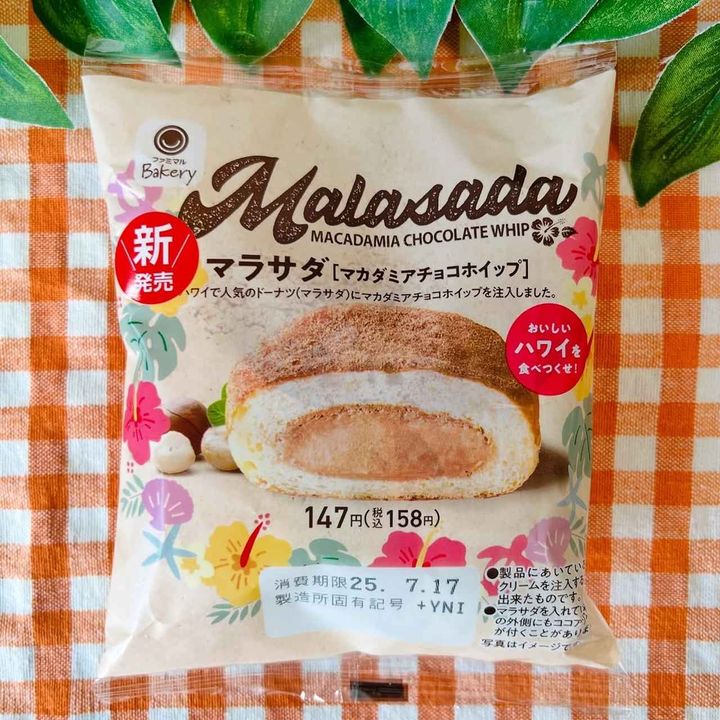 ファミマル
Bakery
Malasada
MACADAMIA CHOCOLATE WHIP
新
発売
マラサダ[マカダミアチョコホイップ]
ハワイで人気のドーナツ(マラサダ)にマカダミアチョコホイップを注入しました。
おいしい
ハワイを
食べつくせ!
147円(税込158円)
消費期限25. 7.17
製造所固有記号 +YNI
●製品にあいている
クリームを注入する
出来たものです。
●マラサダを入れて
の外側にもココア
が付くことがあり
写真はイメージで